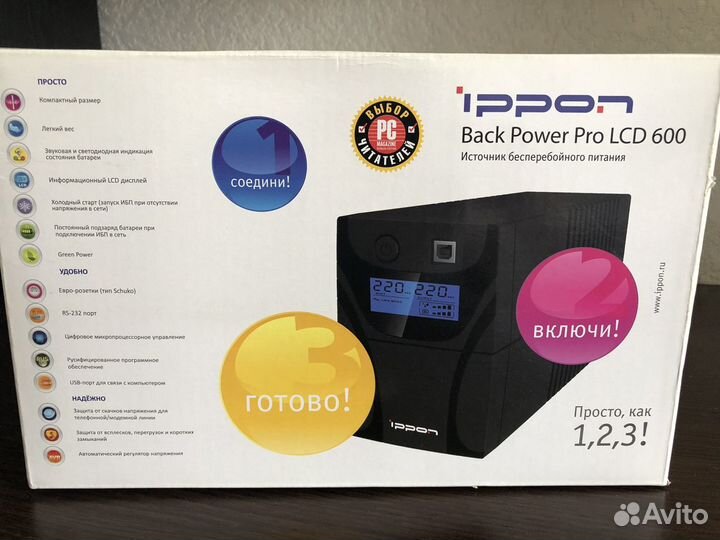 ПРОСТО
Компактный размер
Легкий вес
Звуковая и светодиодная индикация
состояния батареи
Информационный LCD дисплей
Холодный старт (запуск ИБП при отсутствии
напряжения в сети)
Постоянный подзаряд батареи при
подключении ИБП в сеть
Green Power
УДОБНО
Евро-розетки (тип Schuko)
RS-232 порт
Цифровое микропроцессорное управление
Русифицированное программное
обеспечение
USB-порт для связи с компьютером
НАДЁЖНО
Защита от скачков напряжения для
телефонной/модемной линии
Защита от всплесков, перегрузки и коротких
замыканий
Автоматический регулятор напряжения
1
соедини!
ВЫБОР
PC
MAGAZINE
ЧИТАТЕЛЕЙ
ippon
Back Power Pro LCD 600
Источник бесперебойного питания
220 220
2
включи!
www.ippon.ru
3
готово!
ippon
Просто, как
1,2,3!
Avito